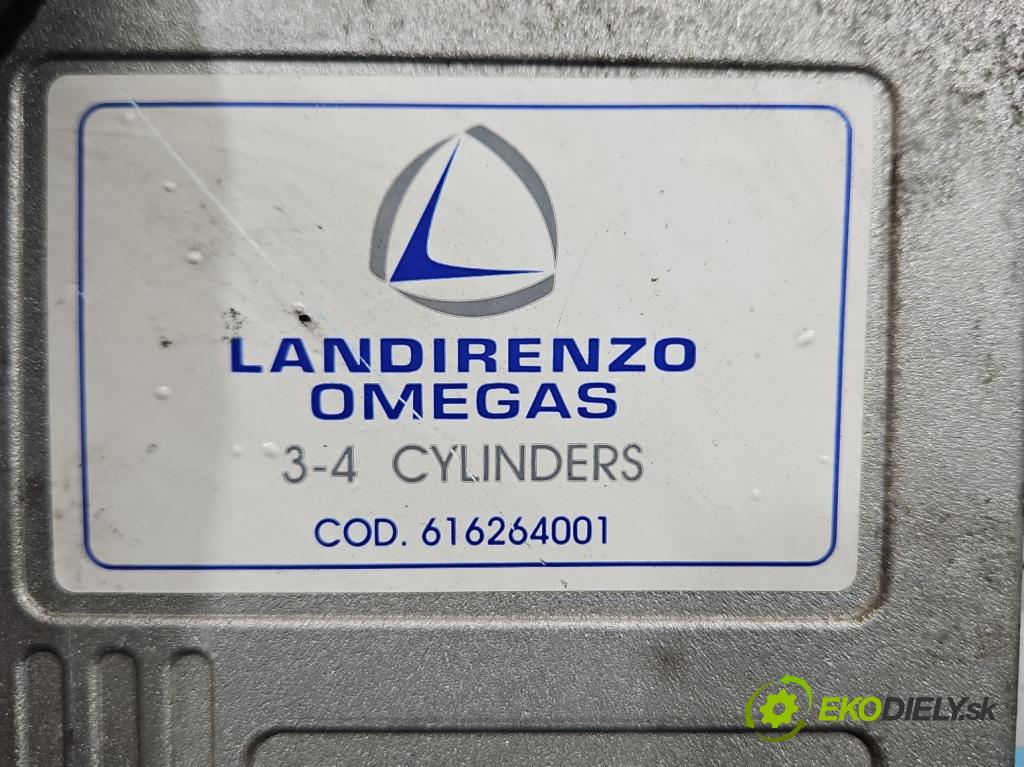 LANDIRENZO
OMEGAS
3-4 CYLINDERS
COD. 616264001
EKODIELY.sk